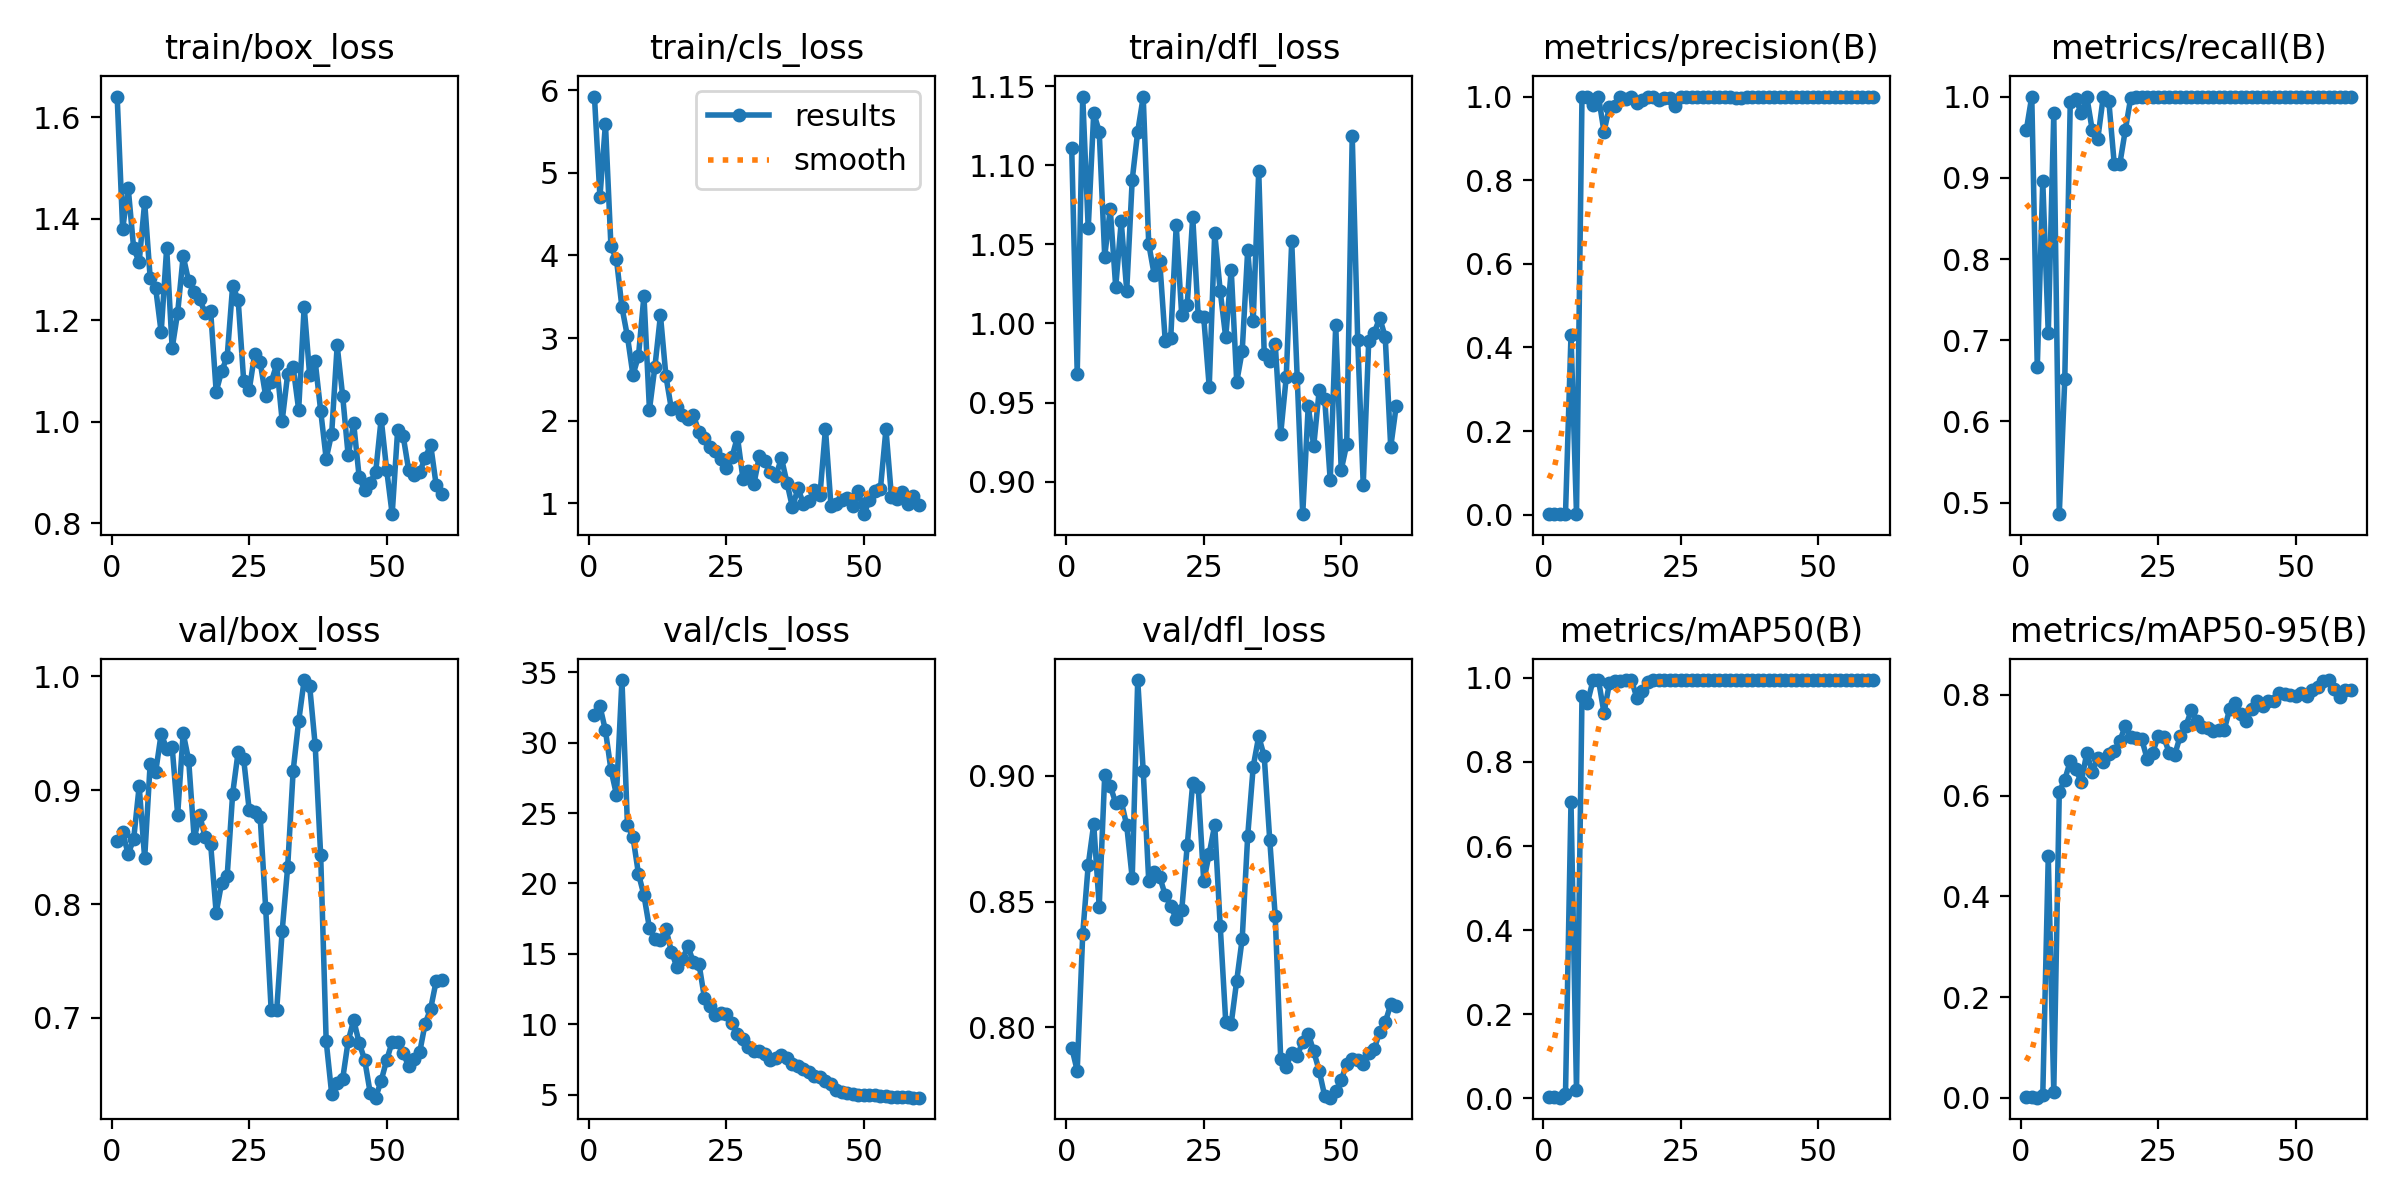 train/box_loss
1.6
1.4
1.2
1.0
0.8
0 25 50
train/cls_loss
results
smooth
6
5
4
3
2
1
0 25 50
train/dfl_loss
1.15
1.10
1.05
1.00
0.95
0.90
0 25 50
metrics/precision(B)
1.0
0.8
0.6
0.4
0.2
0.0
0 25 50
metrics/recall(B)
1.0
0.9
0.8
0.7
0.6
0.5
0 25 50
val/box_loss
1.0
0.9
0.8
0.7
0 25 50
val/cls_loss
35
30
25
20
15
10
5
0 25 50
val/dfl_loss
0.90
0.85
0.80
0 25 50
metrics/mAP50(B)
1.0
0.8
0.6
0.4
0.2
0.0
0 25 50
metrics/mAP50-95(B)
0.8
0.6
0.4
0.2
0.0
0 25 50